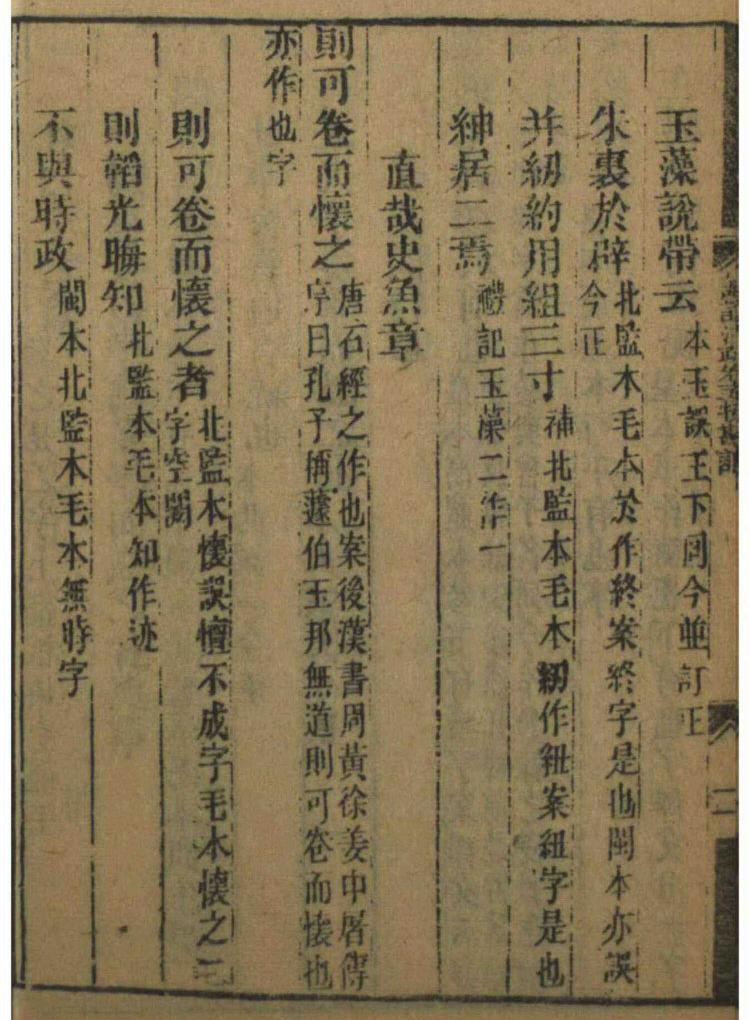 玉藻說帶云 本玉誤王下同今並訂正
朱裏於辟 北監本毛本於作終案終字是也閩本亦誤
今正
并紉約用組三寸 補北監本毛本紉作紐案紐字是也
紳居二焉 禮記玉藻二作一
直哉史魚章
則可卷而懷之 唐石經之作也案後漢書周黃徐姜申屠傳
序曰孔子稱蘧伯玉邦無道則可卷而懷也
亦作也字
則可卷而懷之者 北監本懷誤不成字毛本懷之二
字空闕
則韜光晦知 北監本毛本知作迹
不與時政 閩本北監本毛本無時字
二